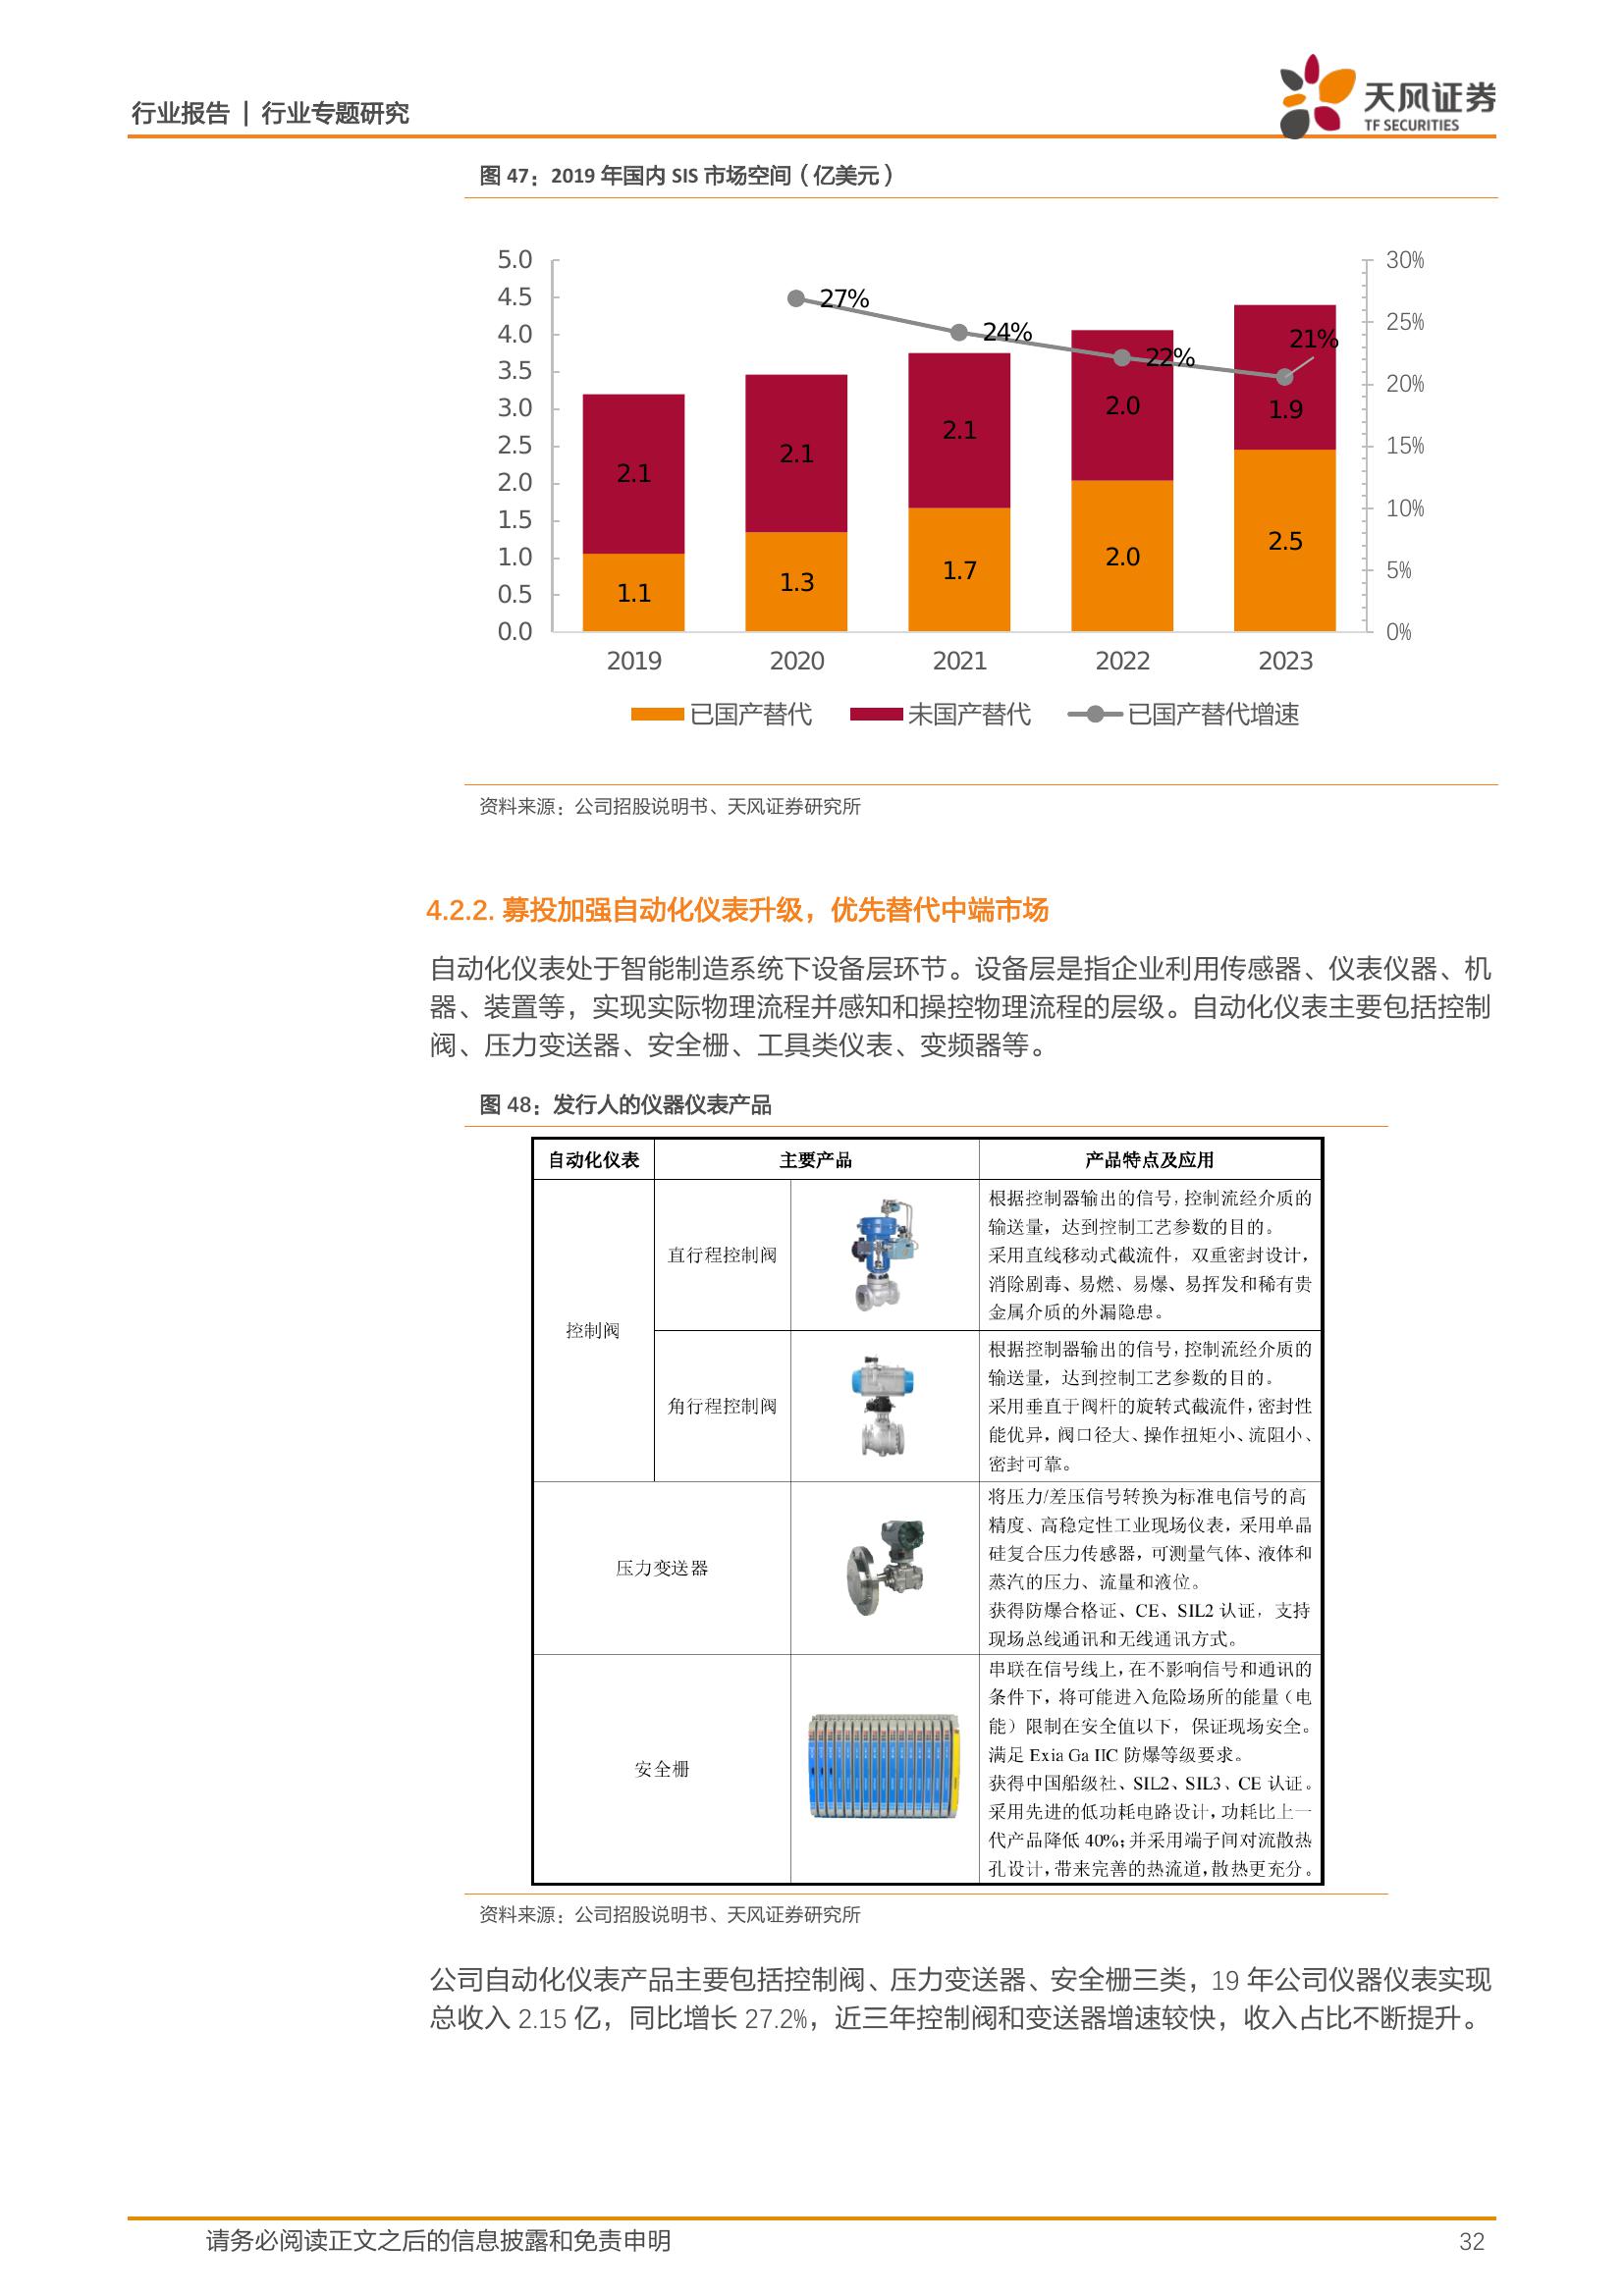 行业报告 | 行业专题研究
天风证券
TF SECURITIES
图 47：2019 年国内 SIS 市场空间（亿美元）
5.0
4.5
4.0
3.5
3.0
2.5
2.0
1.5
1.0
0.5
0.0
30%
25%
20%
15%
10%
5%
0%
27%
24%
22%
21%
2.1
2.1
2.1
2.0
1.9
1.1
1.3
1.7
2.0
2.5
2019 2020 2021 2022 2023
已国产替代 未国产替代 已国产替代增速
资料来源：公司招股说明书、天风证券研究所
4.2.2. 募投加强自动化仪表升级，优先替代中端市场
自动化仪表处于智能制造系统下设备层环节。设备层是指企业利用传感器、仪表仪器、机
器、装置等，实现实际物理流程并感知和操控物理流程的层级。自动化仪表主要包括控制
阀、压力变送器、安全栅、工具类仪表、变频器等。
图 48：发行人的仪器仪表产品
自动化仪表 主要产品 产品特点及应用
控制阀
直行程控制阀
根据控制器输出的信号，控制流经介质的
输送量，达到控制工艺参数的目的。
采用直线移动式截流件，双重密封设计，
消除剧毒、易燃、易爆、易挥发和稀有贵
金属介质的外漏隐患。
角行程控制阀
根据控制器输出的信号，控制流经介质的
输送量，达到控制工艺参数的目的。
采用垂直于阀杆的旋转式截流件，密封性
能优异，阀口径大、操作扭矩小、流阻小、
密封可靠。
压力变送器
将压力/差压信号转换为标准电信号的高
精度、高稳定性工业现场仪表，采用单晶
硅复合压力传感器，可测量气体、液体和
蒸汽的压力、流量和液位。
获得防爆合格证、CE、SIL2 认证，支持
现场总线通讯和无线通讯方式。
安全栅
串联在信号线上，在不影响信号和通讯的
条件下，将可能进入危险场所的能量（电
能）限制在安全值以下，保证现场安全。
满足 Exia Ga IIC 防爆等级要求。
获得中国船级社、SIL2、SIL3、CE 认证。
采用先进的低功耗电路设计，功耗比上一
代产品降低 40%；并采用端子间对流散热
孔设计，带来完善的热流道，散热更充分。
资料来源：公司招股说明书、天风证券研究所
公司自动化仪表产品主要包括控制阀、压力变送器、安全栅三类，19 年公司仪器仪表实现
总收入 2.15 亿，同比增长 27.2%，近三年控制阀和变送器增速较快，收入占比不断提升。
请务必阅读正文之后的信息披露和免责申明
32